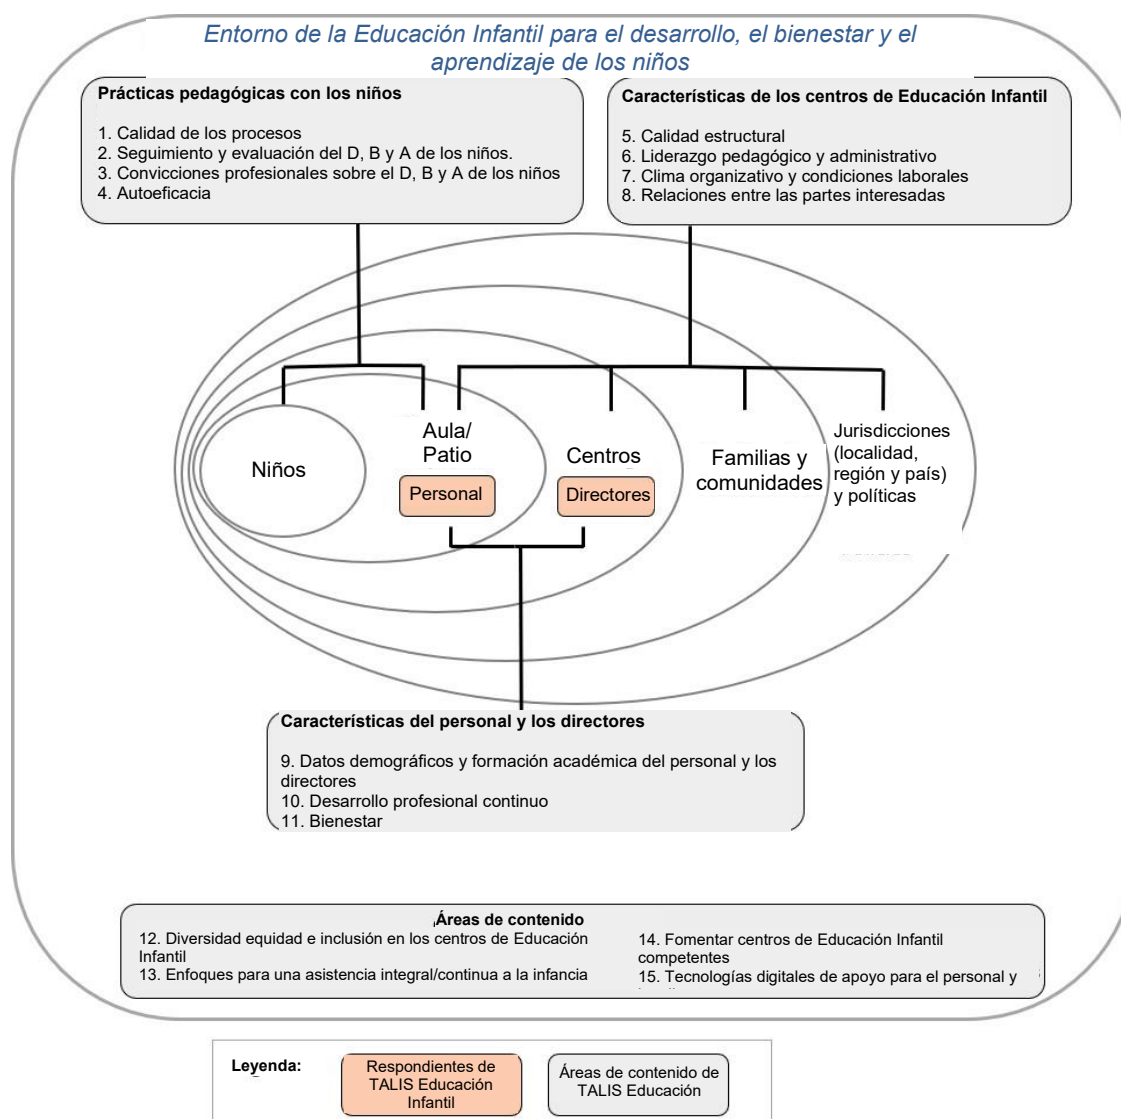 Entorno de la Educación Infantil para el desarrollo, el bienestar y el
aprendizaje de los niños
Prácticas pedagógicas con los niños
1. Calidad de los procesos
2. Seguimiento y evaluación del D, B y A de los niños.
3. Convicciones profesionales sobre el D, B y A de los niños
4. Autoeficacia
Características de los centros de Educación Infantil
5. Calidad estructural
6. Liderazgo pedagógico y administrativo
7. Clima organizativo y condiciones laborales
8. Relaciones entre las partes interesadas
Niños
Aula/
Patio
Personal
Centros
Directores
Familias y
comunidades
Jurisdicciones
(localidad,
región y país)
y políticas
Características del personal y los directores
9. Datos demográficos y formación académica del personal y los
directores
10. Desarrollo profesional continuo
11. Bienestar
Áreas de contenido
12. Diversidad equidad e inclusión en los centros de Educación
Infantil
13. Enfoques para una asistencia integral/continua a la infancia
14. Fomentar centros de Educación Infantil
competentes
15. Tecnologías digitales de apoyo para el personal y
Leyenda:
Respondientes de
TALIS Educación
Infantil
Áreas de contenido de
TALIS Educación